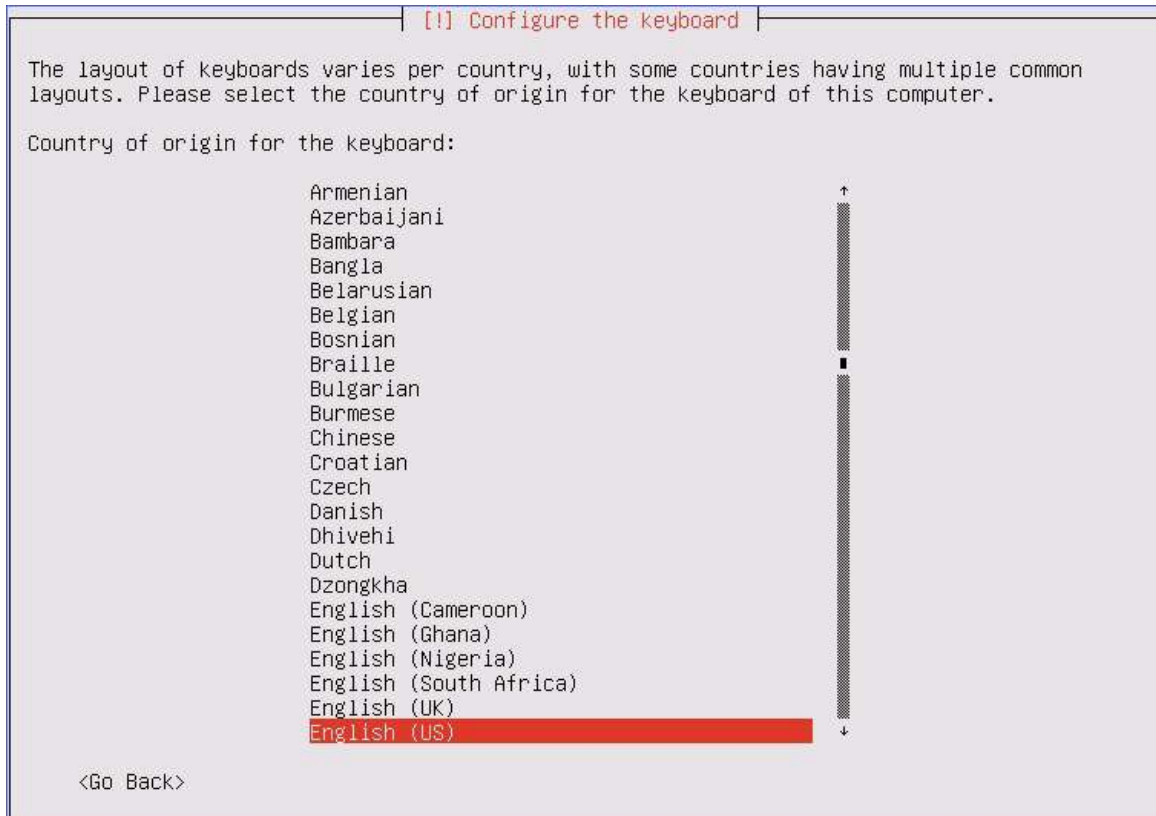 [!] Configure the keyboard
The layout of keyboards varies per country, with some countries having multiple common
layouts. Please select the country of origin for the keyboard of this computer.
Country of origin for the keyboard:
Armenian
Azerbaijani
Bambara
Bangla
Belarusian
Belgian
Bosnian
Braille
Bulgarian
Burmese
Chinese
Croatian
Czech
Danish
Dhivehi
Dutch
Dzongkha
English (Cameroon)
English (Ghana)
English (Nigeria)
English (South Africa)
English (UK)
English (US)
<Go Back>